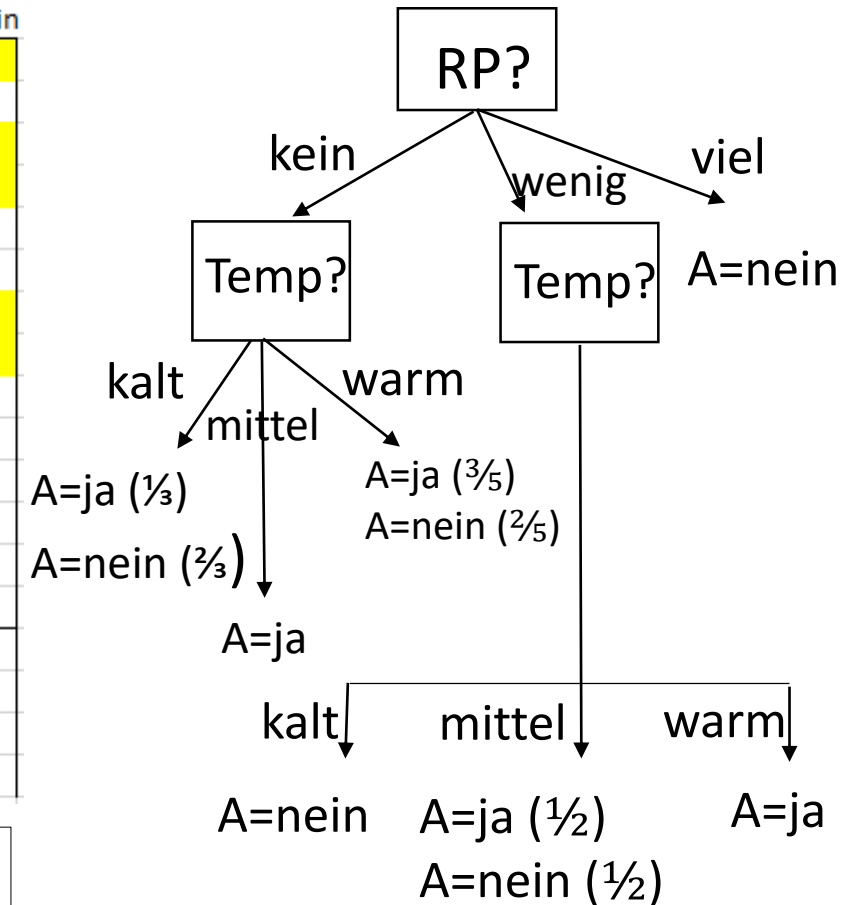 in
RP?
kein
wenig
viel
Temp?
Temp?
A=nein
kalt
mittel
warm
A=ja (⅓)
A=nein (⅔)
A=ja (⅗)
A=nein (⅖)
A=ja
kalt
mittel
warm
A=nein
A=ja (½)
A=nein (½)
A=ja